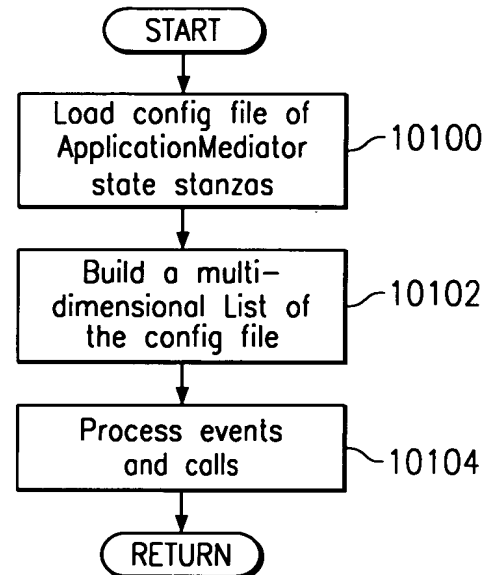 START
Load config file of
ApplicationMediator
state stanzas
10100
Build a multi-
dimensional List of
the config file
10102
Process events
and calls
10104
RETURN